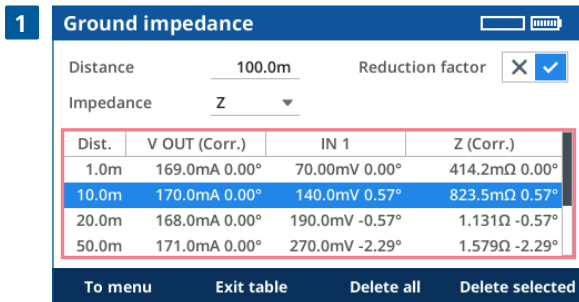 1
Ground impedance
Distance 100.0m Reduction factor
Impedance Z
Dist. V OUT (Corr.) IN 1 Z (Corr.)
1.0m 169.0mA 0.00° 70.00mV 0.00° 414.2mΩ 0.00°
10.0m 170.0mA 0.00° 140.0mV 0.57° 823.5mΩ 0.57°
20.0m 168.0mA 0.00° 190.0mV -0.57° 1.131Ω -0.57°
50.0m 171.0mA 0.00° 270.0mV -2.29° 1.579Ω -2.29°
To menu Exit table Delete all Delete selected